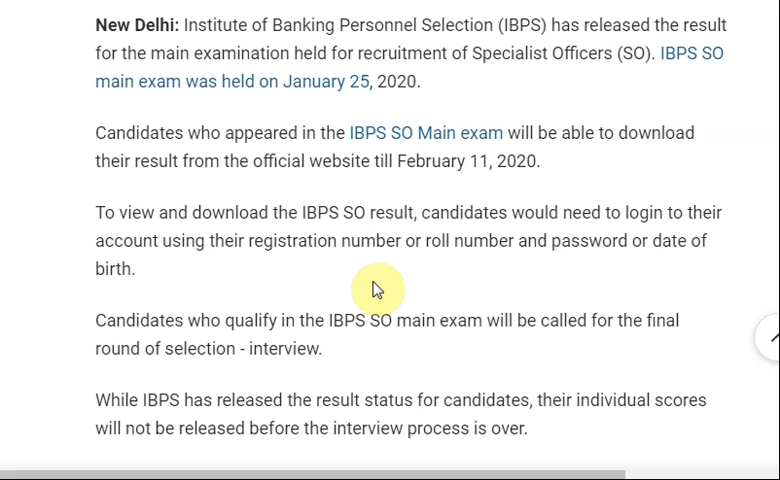 New Delhi: Institute of Banking Personnel Selection (IBPS) has released the result
for the main examination held for recruitment of Specialist Officers (SO). IBPS SO
main exam was held on January 25, 2020.
Candidates who appeared in the IBPS SO Main exam will be able to download
their result from the official website till February 11, 2020.
To view and download the IBPS SO result, candidates would need to login to their
account using their registration number or roll number and password or date of
birth.
Candidates who qualify in the IBPS SO main exam will be called for the final
round of selection - interview.
While IBPS has released the result status for candidates, their individual scores
will not be released before the interview process is over.